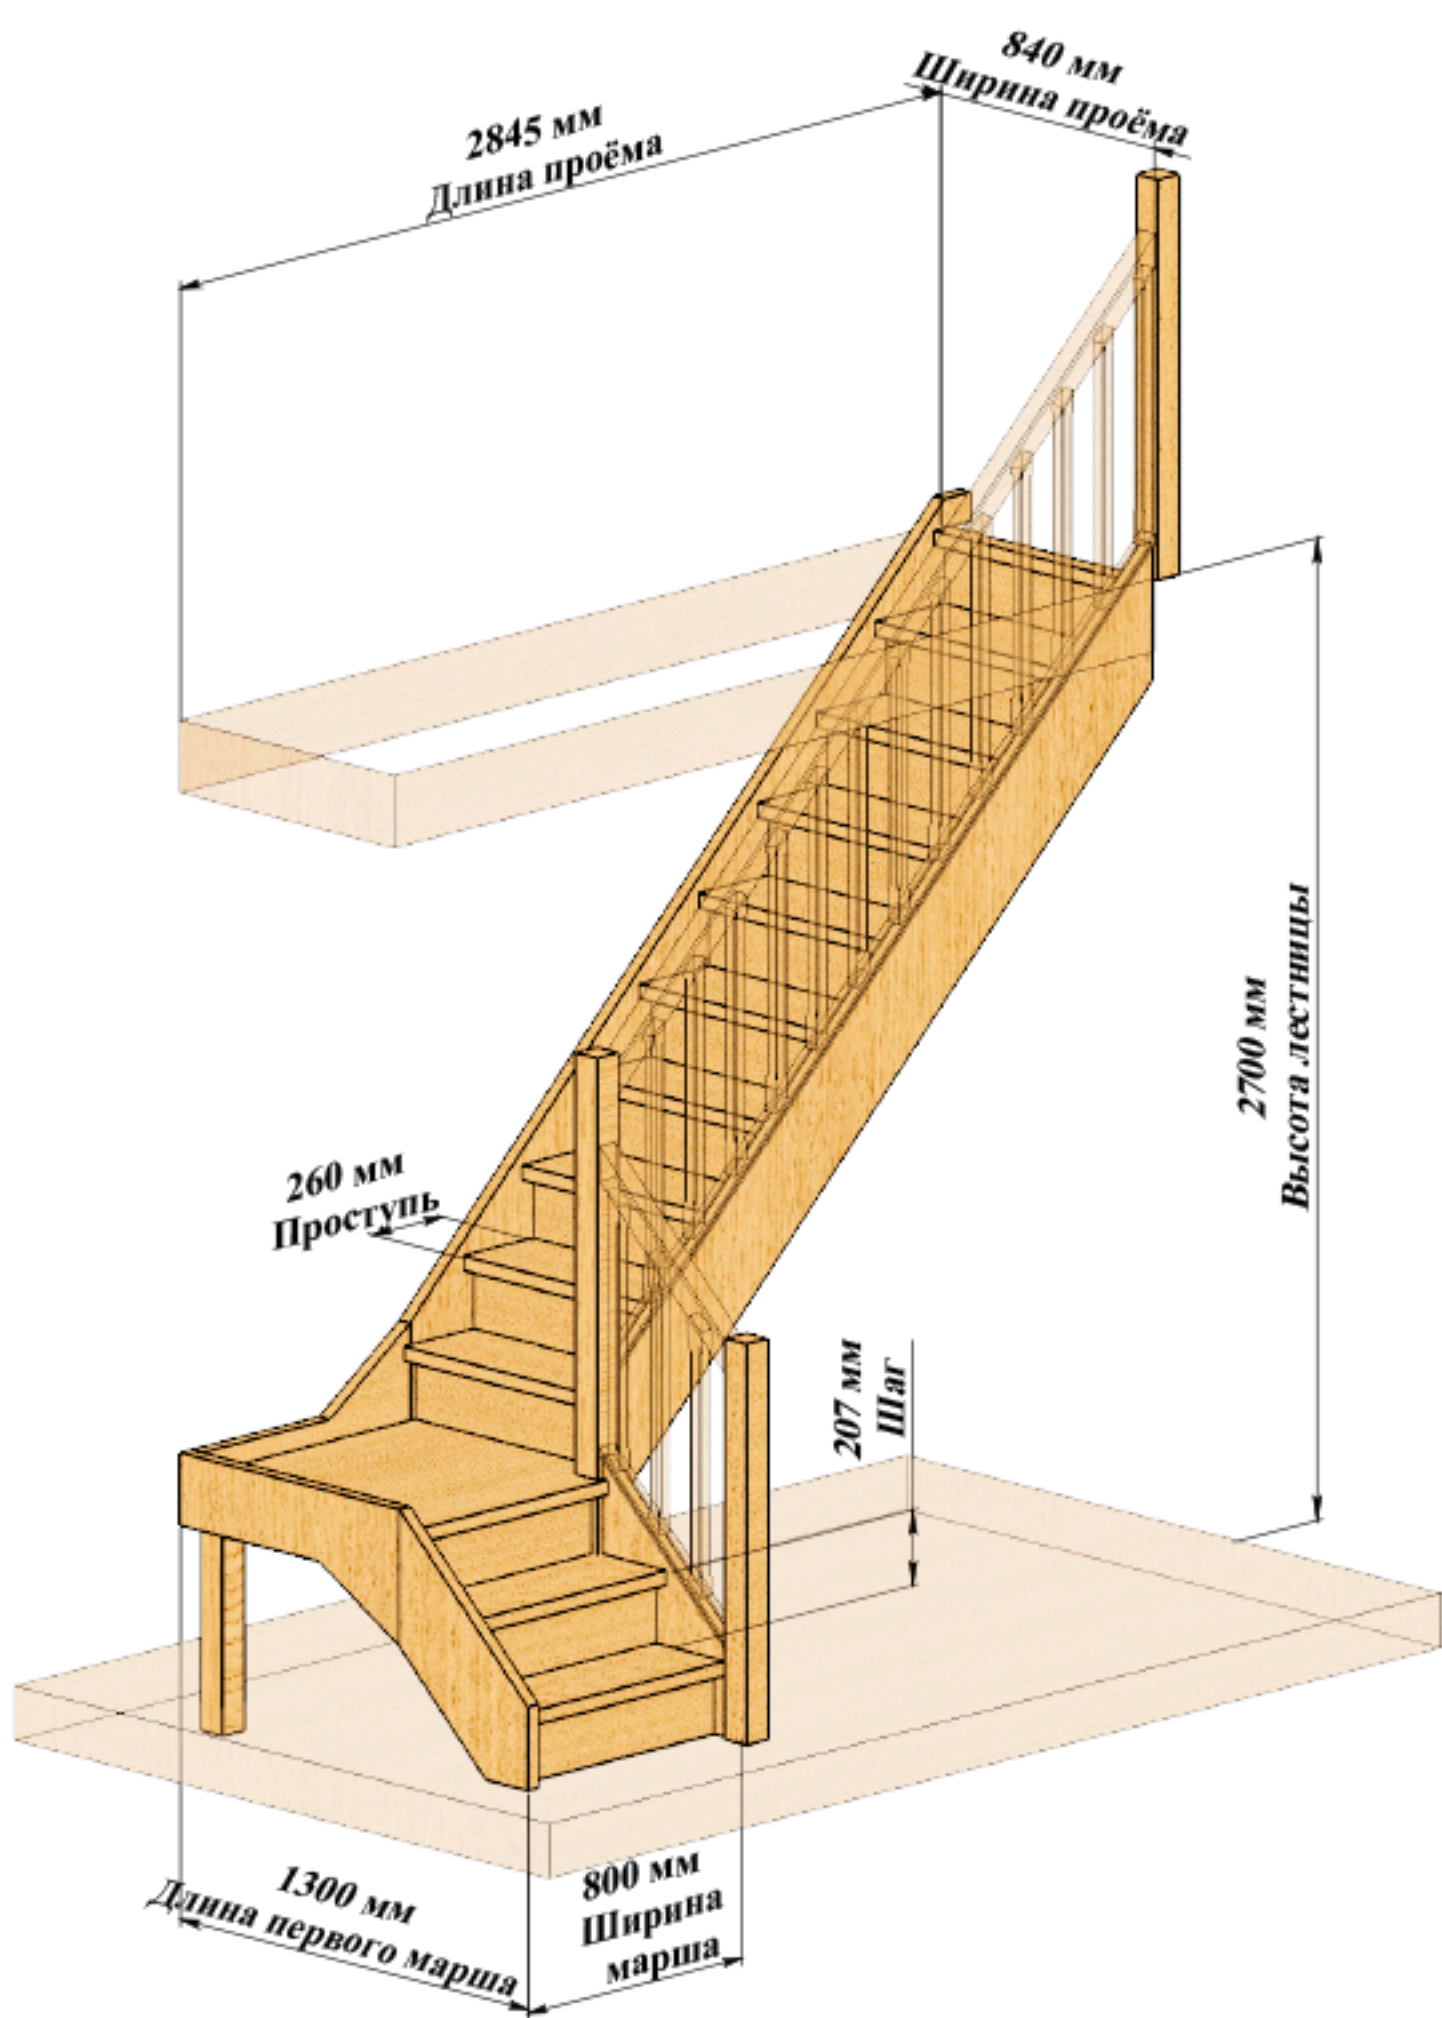 840 мм
Ширина проёма
2845 мм
Длина проёма
2700 мм
Высота лестницы
260 мм
Проступь
207 мм
Шаг
1300 мм
Длина первого марша
800 мм
Ширина
марша